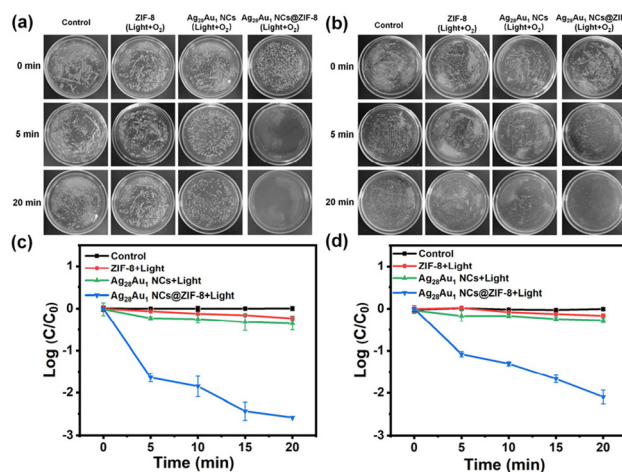 (a)
Control
ZIF-8
(Light+O₂)
Ag₂₈Au₁ NCs
(Light+O₂)
Ag₂₈Au₁ NCs@ZIF-8
(Light+O₂)
0 min
5 min
20 min
(b)
Control
ZIF-8
(Light+O₂)
Ag₂₈Au₁ NCs
(Light+O₂)
Ag₂₈Au₁ NCs@ZIF-8
(Light+O₂)
0 min
5 min
20 min
(c)
Control
ZIF-8+Light
Ag₂₈Au₁ NCs+Light
Ag₂₈Au₁ NCs@ZIF-8+Light
Log (C/C₀)
1
0
-1
-2
-3
0 5 10 15 20
Time (min)
(d)
Control
ZIF-8+Light
Ag₂₈Au₁ NCs+Light
Ag₂₈Au₁ NCs@ZIF-8+Light
Log (C/C₀)
1
0
-1
-2
-3
0 5 10 15 20
Time (min)